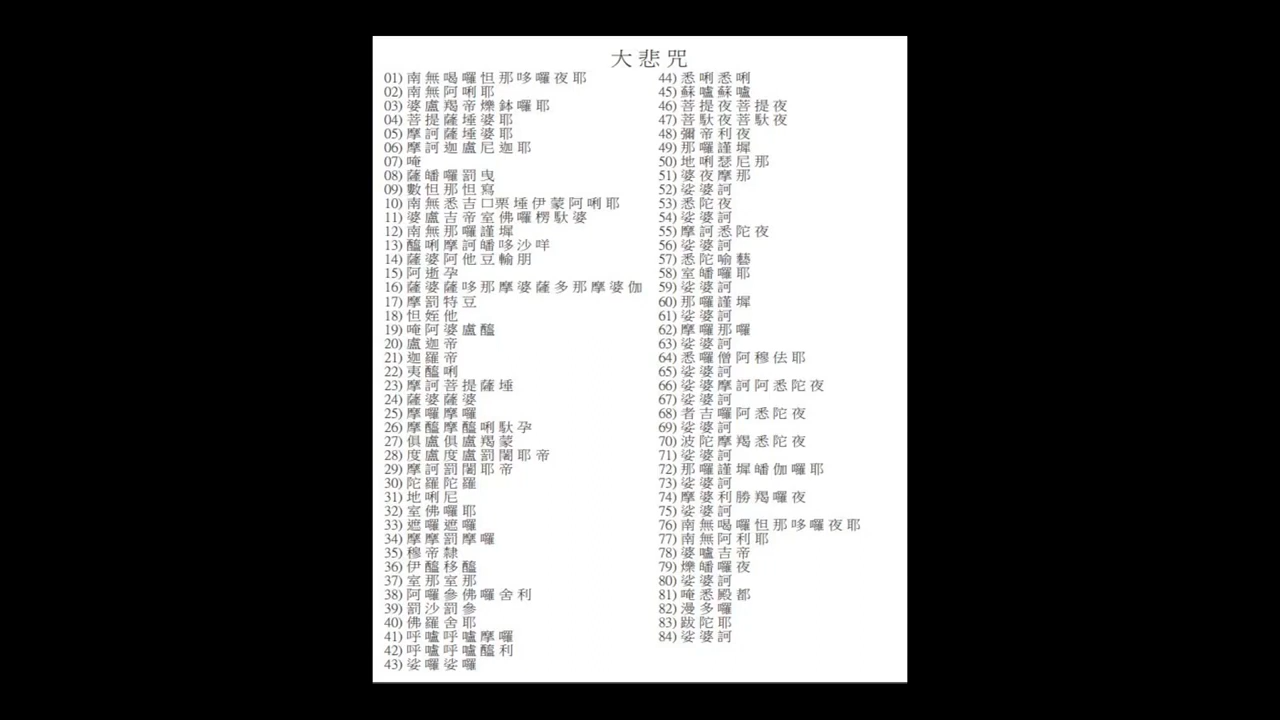 大悲咒
01) 南無喝囉怛那哆囉夜耶
02) 南無阿唎耶
03) 婆盧羯帝爍鉢囉耶
04) 菩提薩埵婆耶
05) 摩訶薩埵婆耶
06) 摩訶迦盧尼迦耶
07) 唵
08) 薩皤囉罰曳
09) 數怛那怛寫
10) 南無悉吉口栗埵伊蒙阿唎耶
11) 婆盧吉帝室佛囉楞馱婆
12) 南無那囉謹墀
13) 醯唎摩訶皤哆沙咩
14) 薩婆阿他豆輸朋
15) 阿逝孕
16) 薩婆薩哆那摩婆薩多那摩婆伽
17) 摩罰特豆
18) 怛姪他
19) 唵阿婆盧醯
20) 盧迦帝
21) 迦羅帝
22) 夷醯唎
23) 摩訶菩提薩埵
24) 薩婆薩婆
25) 摩囉摩囉
26) 摩醯摩醯唎馱孕
27) 俱盧俱盧羯蒙
28) 度盧度盧罰闍耶帝
29) 摩訶罰闍耶帝
30) 陀羅陀羅
31) 地唎尼
32) 室佛囉耶
33) 遮囉遮囉
34) 摩摩罰摩囉
35) 穆帝隸
36) 伊醯移醯
37) 室那室那
38) 阿囉參佛囉舍利
39) 罰沙罰參
40) 佛羅舍耶
41) 呼嚧呼嚧摩囉
42) 呼嚧呼嚧醯利
43) 娑囉娑囉
44) 悉唎悉唎
45) 蘇嚧蘇嚧
46) 菩提夜菩提夜
47) 菩馱夜菩馱夜
48) 彌帝利夜
49) 那囉謹墀
50) 地唎瑟尼那
51) 婆夜摩那
52) 娑婆訶
53) 悉陀夜
54) 娑婆訶
55) 摩訶悉陀夜
56) 娑婆訶
57) 悉陀喻藝
58) 室皤囉耶
59) 娑婆訶
60) 那囉謹墀
61) 娑婆訶
62) 摩囉那囉
63) 娑婆訶
64) 悉囉僧阿穆佉耶
65) 娑婆訶
66) 娑婆摩訶阿悉陀夜
67) 娑婆訶
68) 者吉囉阿悉陀夜
69) 娑婆訶
70) 波陀摩羯悉陀夜
71) 娑婆訶
72) 那囉謹墀皤伽囉耶
73) 娑婆訶
74) 摩婆利勝羯囉夜
75) 娑婆訶
76) 南無喝囉怛那哆囉夜耶
77) 南無阿利耶
78) 婆嚧吉帝
79) 爍皤囉夜
80) 娑婆訶
81) 唵悉殿都
82) 漫多囉
83) 跋陀耶
84) 娑婆訶